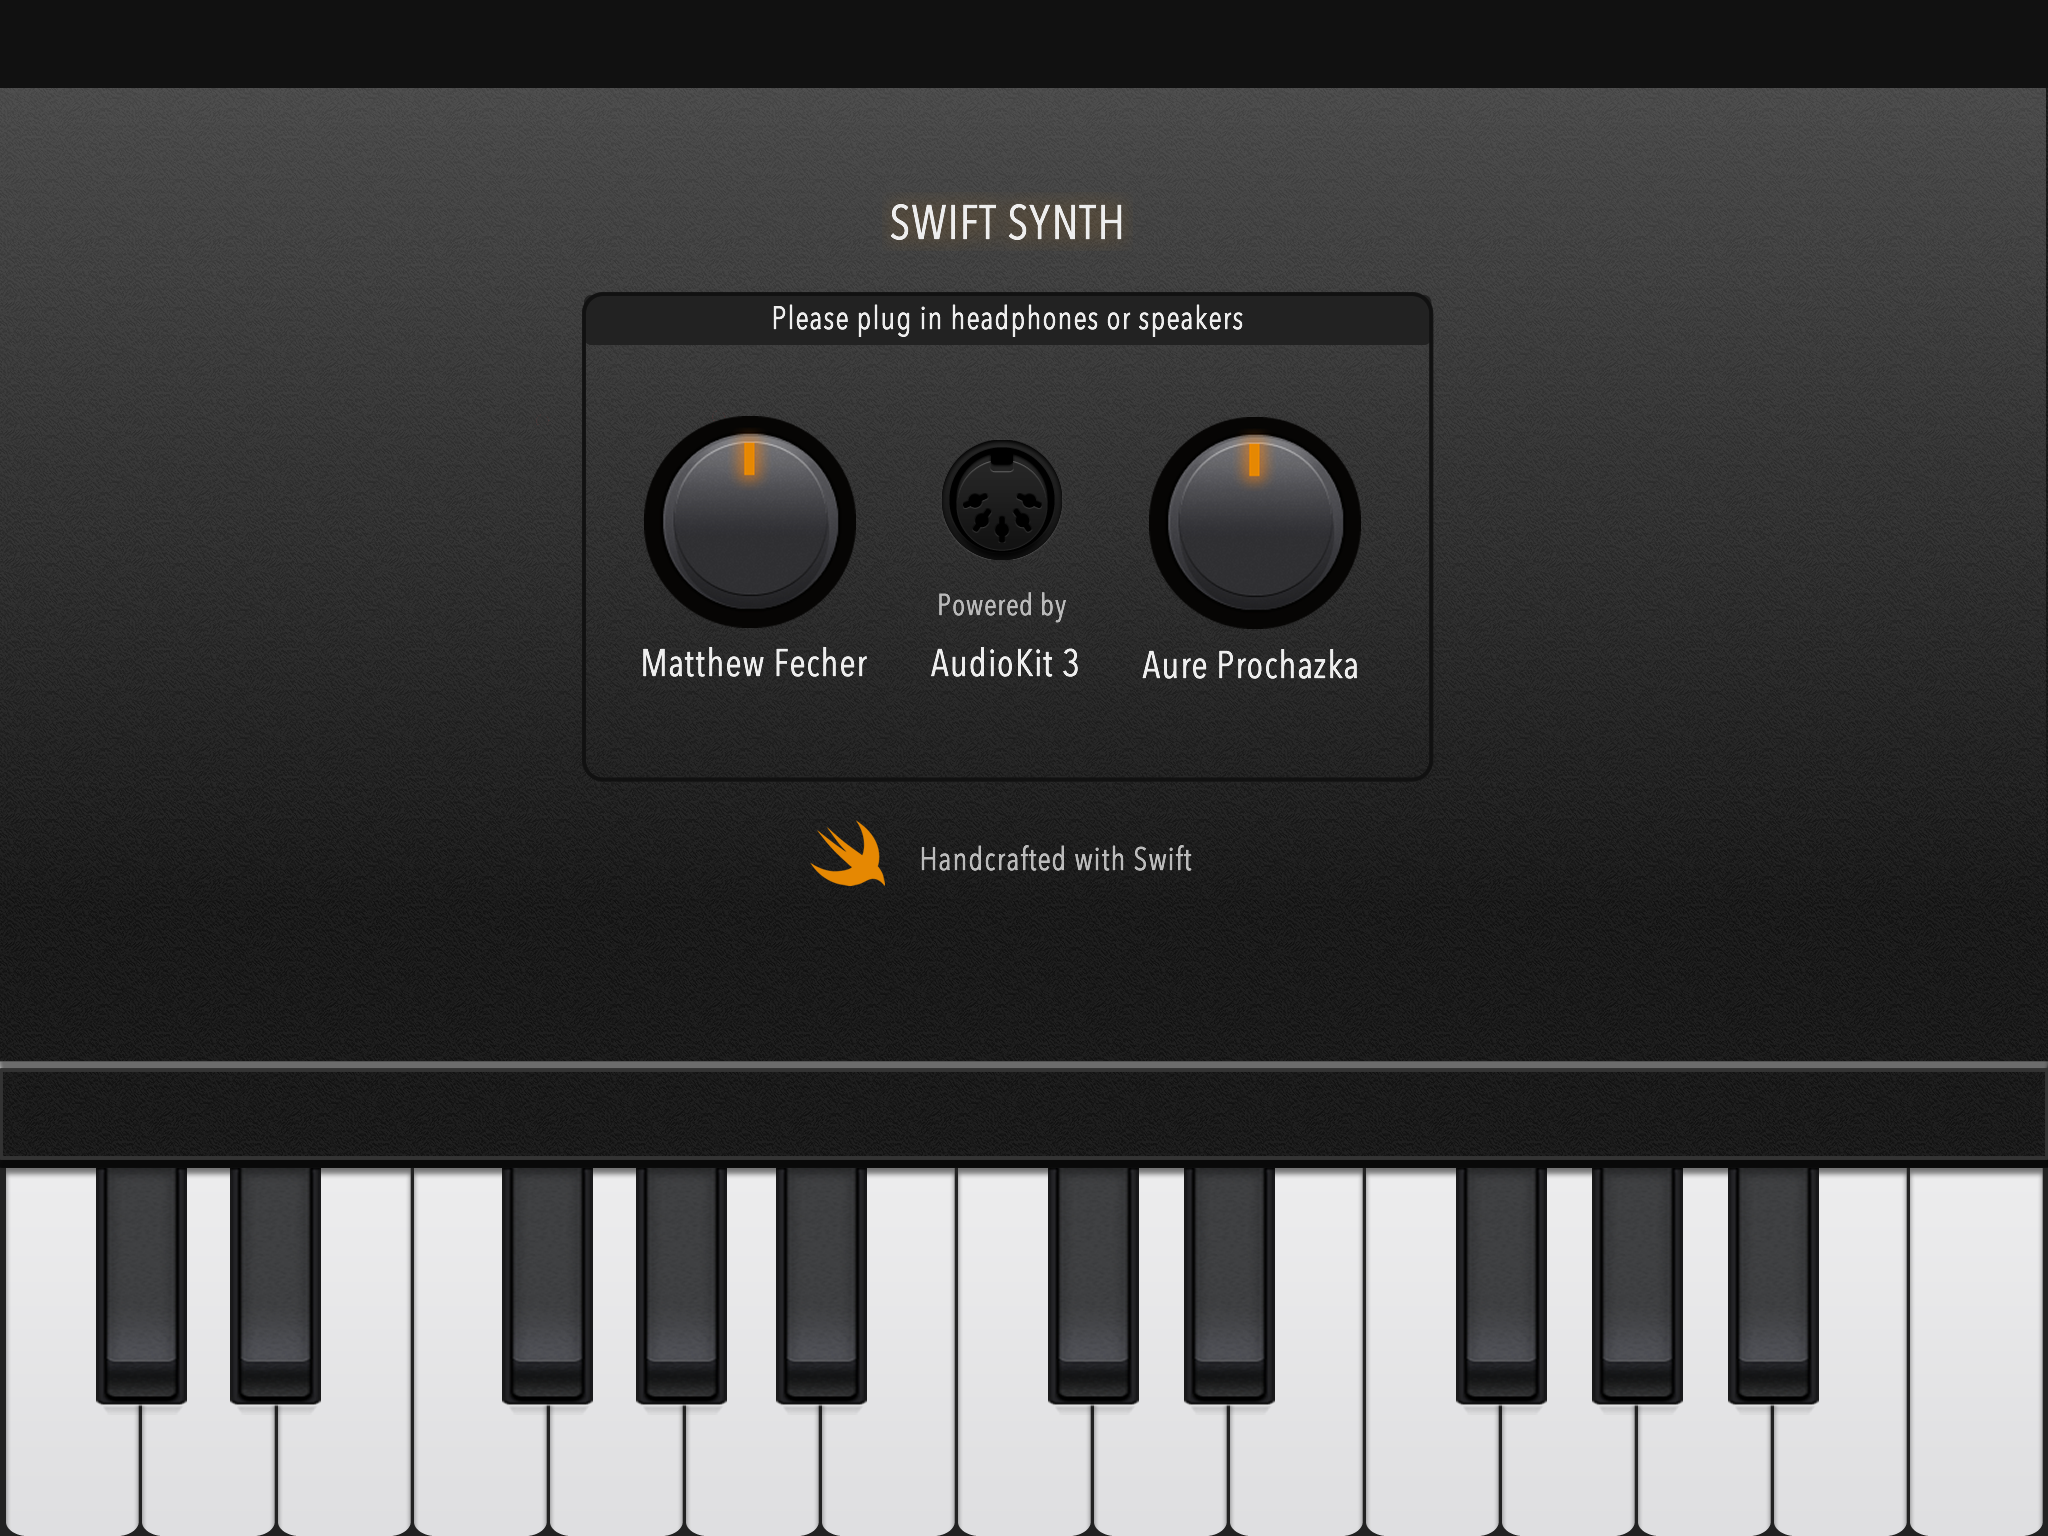 SWIFT SYNTH
Please plug in headphones or speakers
Powered by
Matthew Fecher
AudioKit 3
Aure Prochazka
Handcrafted with Swift